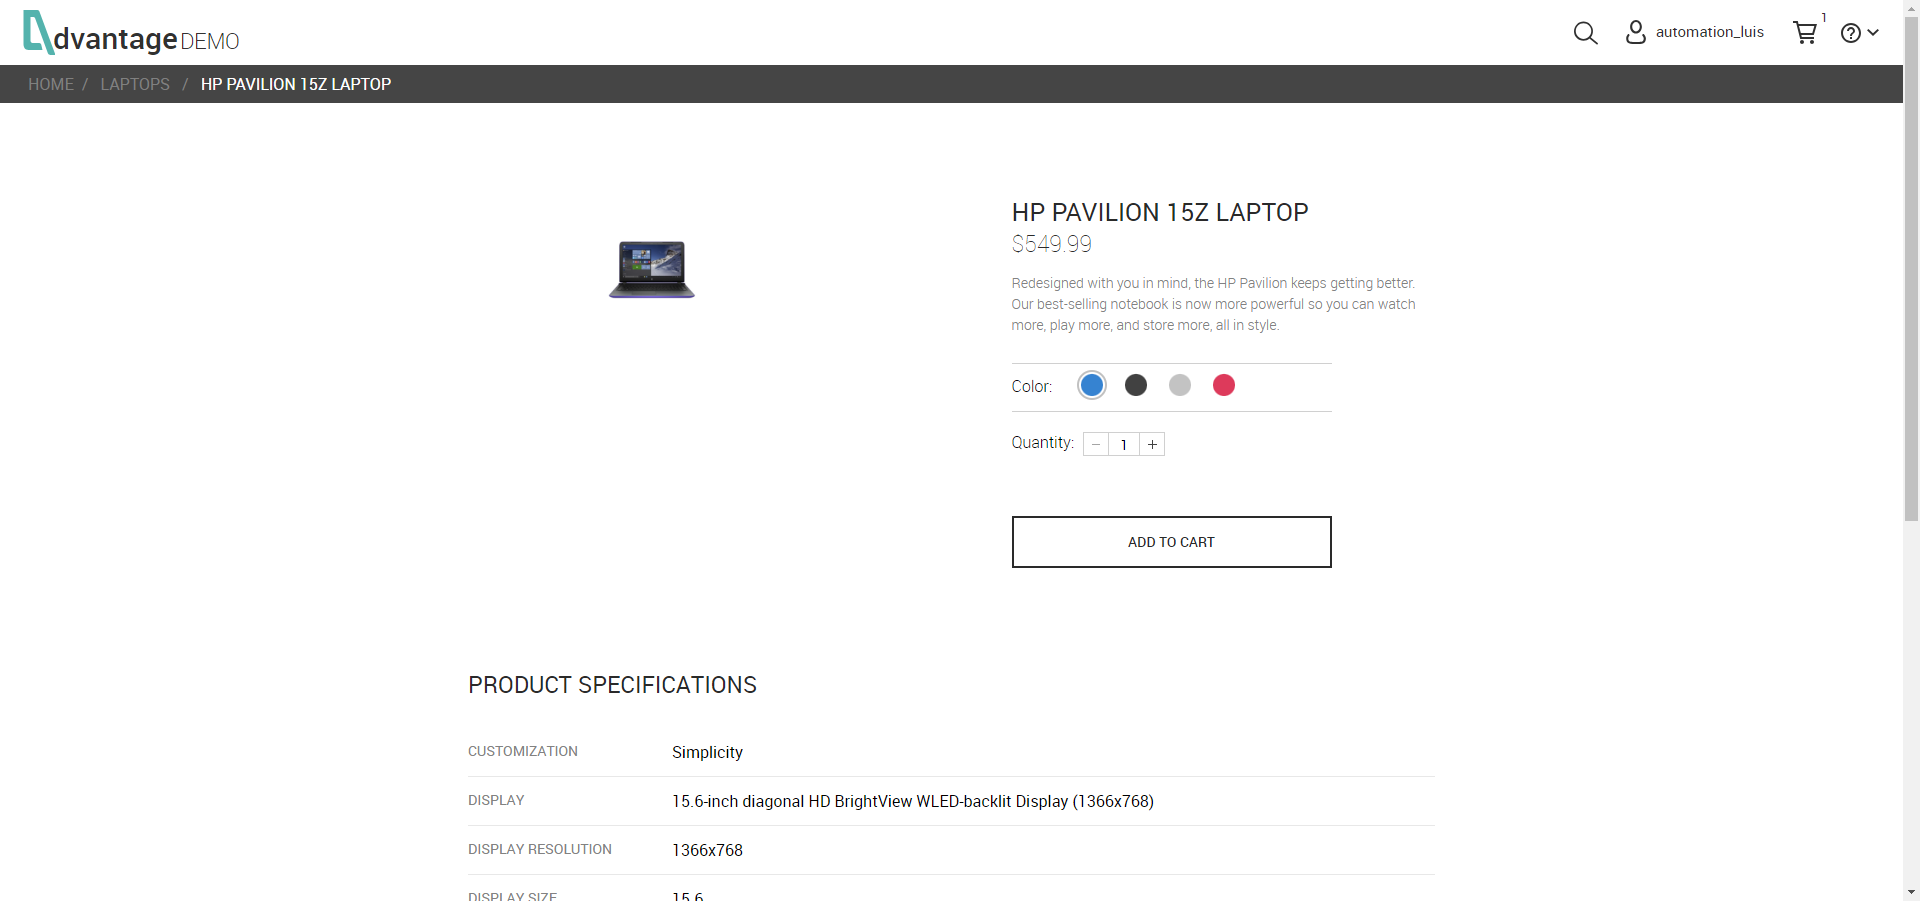 dvantage DEMO
automation_luis
1
HOME / LAPTOPS / HP PAVILION 15Z LAPTOP
HP PAVILION 15Z LAPTOP
$549.99
Redesigned with you in mind, the HP Pavilion keeps getting better.
Our best-selling notebook is now more powerful so you can watch
more, play more, and store more, all in style.
Color:
Quantity: − 1 +
ADD TO CART
PRODUCT SPECIFICATIONS
CUSTOMIZATION Simplicity
DISPLAY 15.6-inch diagonal HD BrightView WLED-backlit Display (1366x768)
DISPLAY RESOLUTION 1366x768
DISPLAY SIZE 15.6